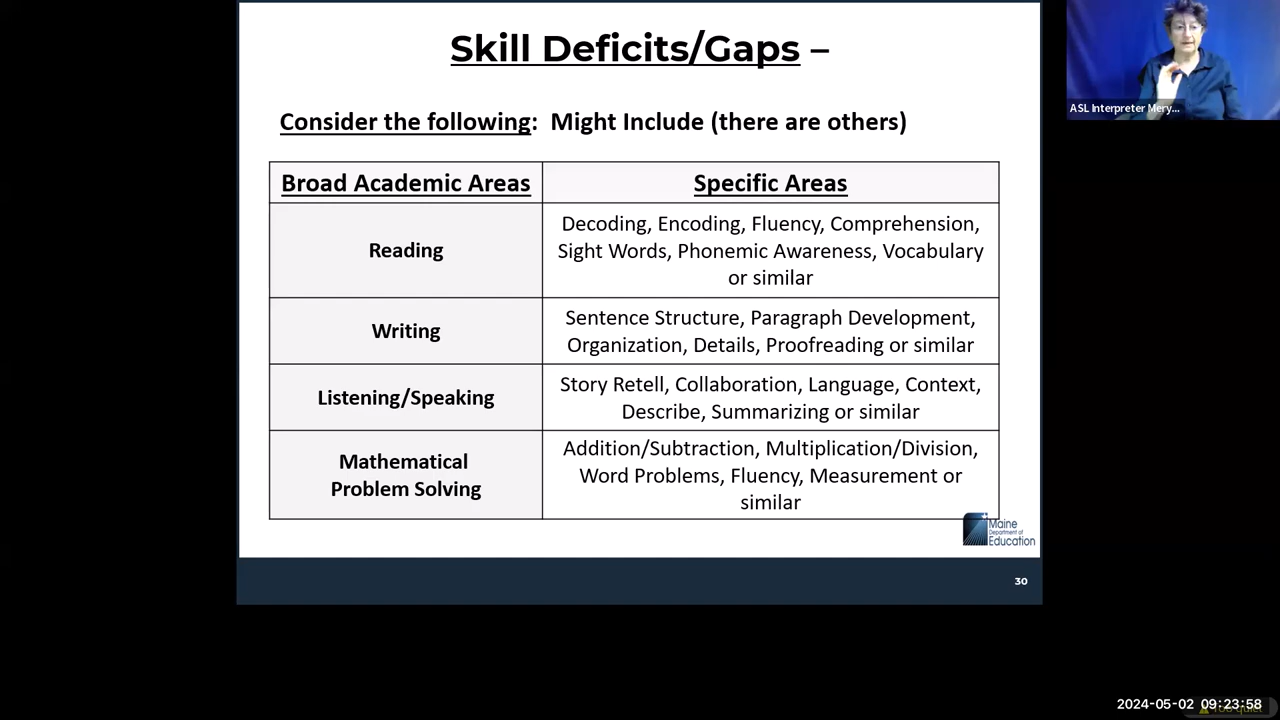 Skill Deficits/Gaps –
Consider the following: Might Include (there are others)
Broad Academic Areas
Specific Areas
Reading
Decoding, Encoding, Fluency, Comprehension,
Sight Words, Phonemic Awareness, Vocabulary
or similar
Writing
Sentence Structure, Paragraph Development,
Organization, Details, Proofreading or similar
Listening/Speaking
Story Retell, Collaboration, Language, Context,
Describe, Summarizing or similar
Mathematical
Problem Solving
Addition/Subtraction, Multiplication/Division,
Word Problems, Fluency, Measurement or
similar
Maine
Department of
Education
30
ASL Interpreter Mery...
2024-05-02 09:23:58